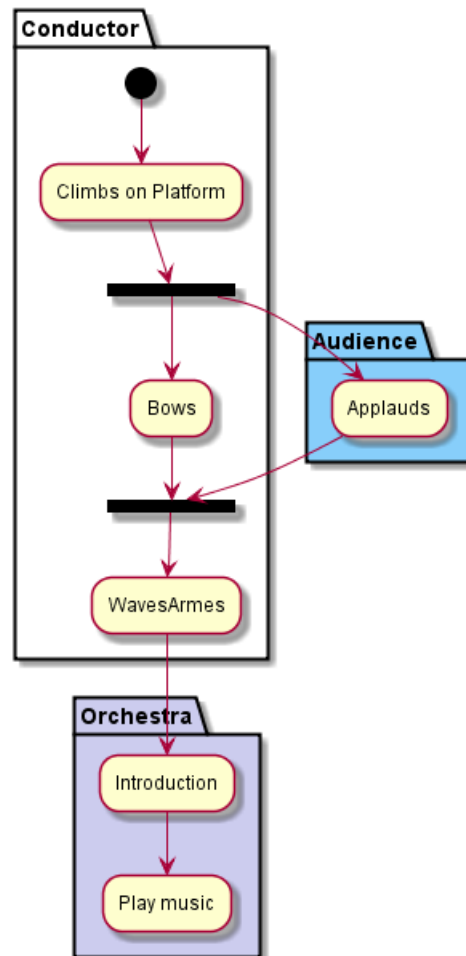 Conductor
Climbs on Platform
Audience
Bows
Applauds
WavesArmes
Orchestra
Introduction
Play music